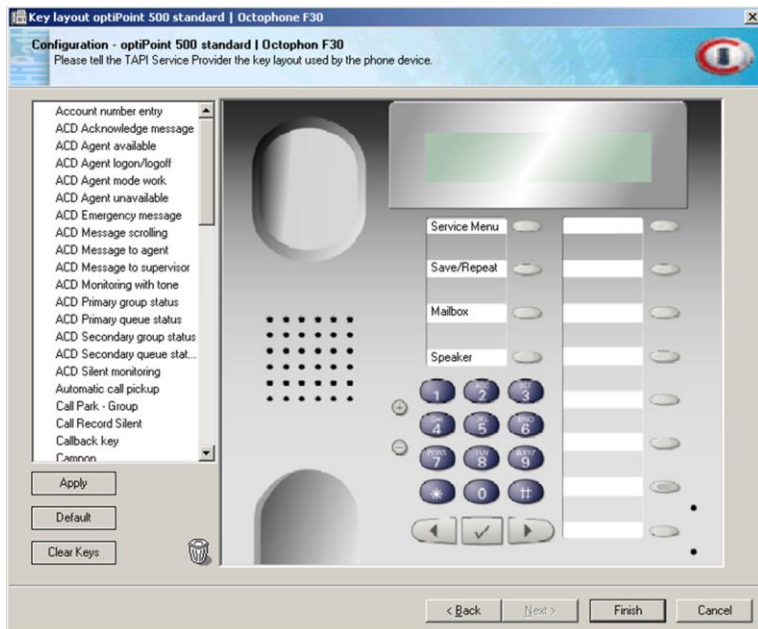 Key layout optiPoint 500 standard | Octophone F30
Configuration - optiPoint 500 standard | Octophon F30
Please tell the TAPI Service Provider the key layout used by the phone device.
Account number entry
ACD Acknowledge message
ACD Agent available
ACD Agent logon/logoff
ACD Agent mode work
ACD Agent unavailable
ACD Emergency message
ACD Message scrolling
ACD Message to agent
ACD Message to supervisor
ACD Monitoring with tone
ACD Primary group status
ACD Primary queue status
ACD Secondary group status
ACD Secondary queue stat...
ACD Silent monitoring
Automatic call pickup
Call Park - Group
Call Record Silent
Callback key
Campon
Apply
Default
Clear Keys
Service Menu
Save/Repeat
Mailbox
Speaker
1 2 3
4 5 6
7 8 9
* 0 #
< Back
Next >
Finish
Cancel